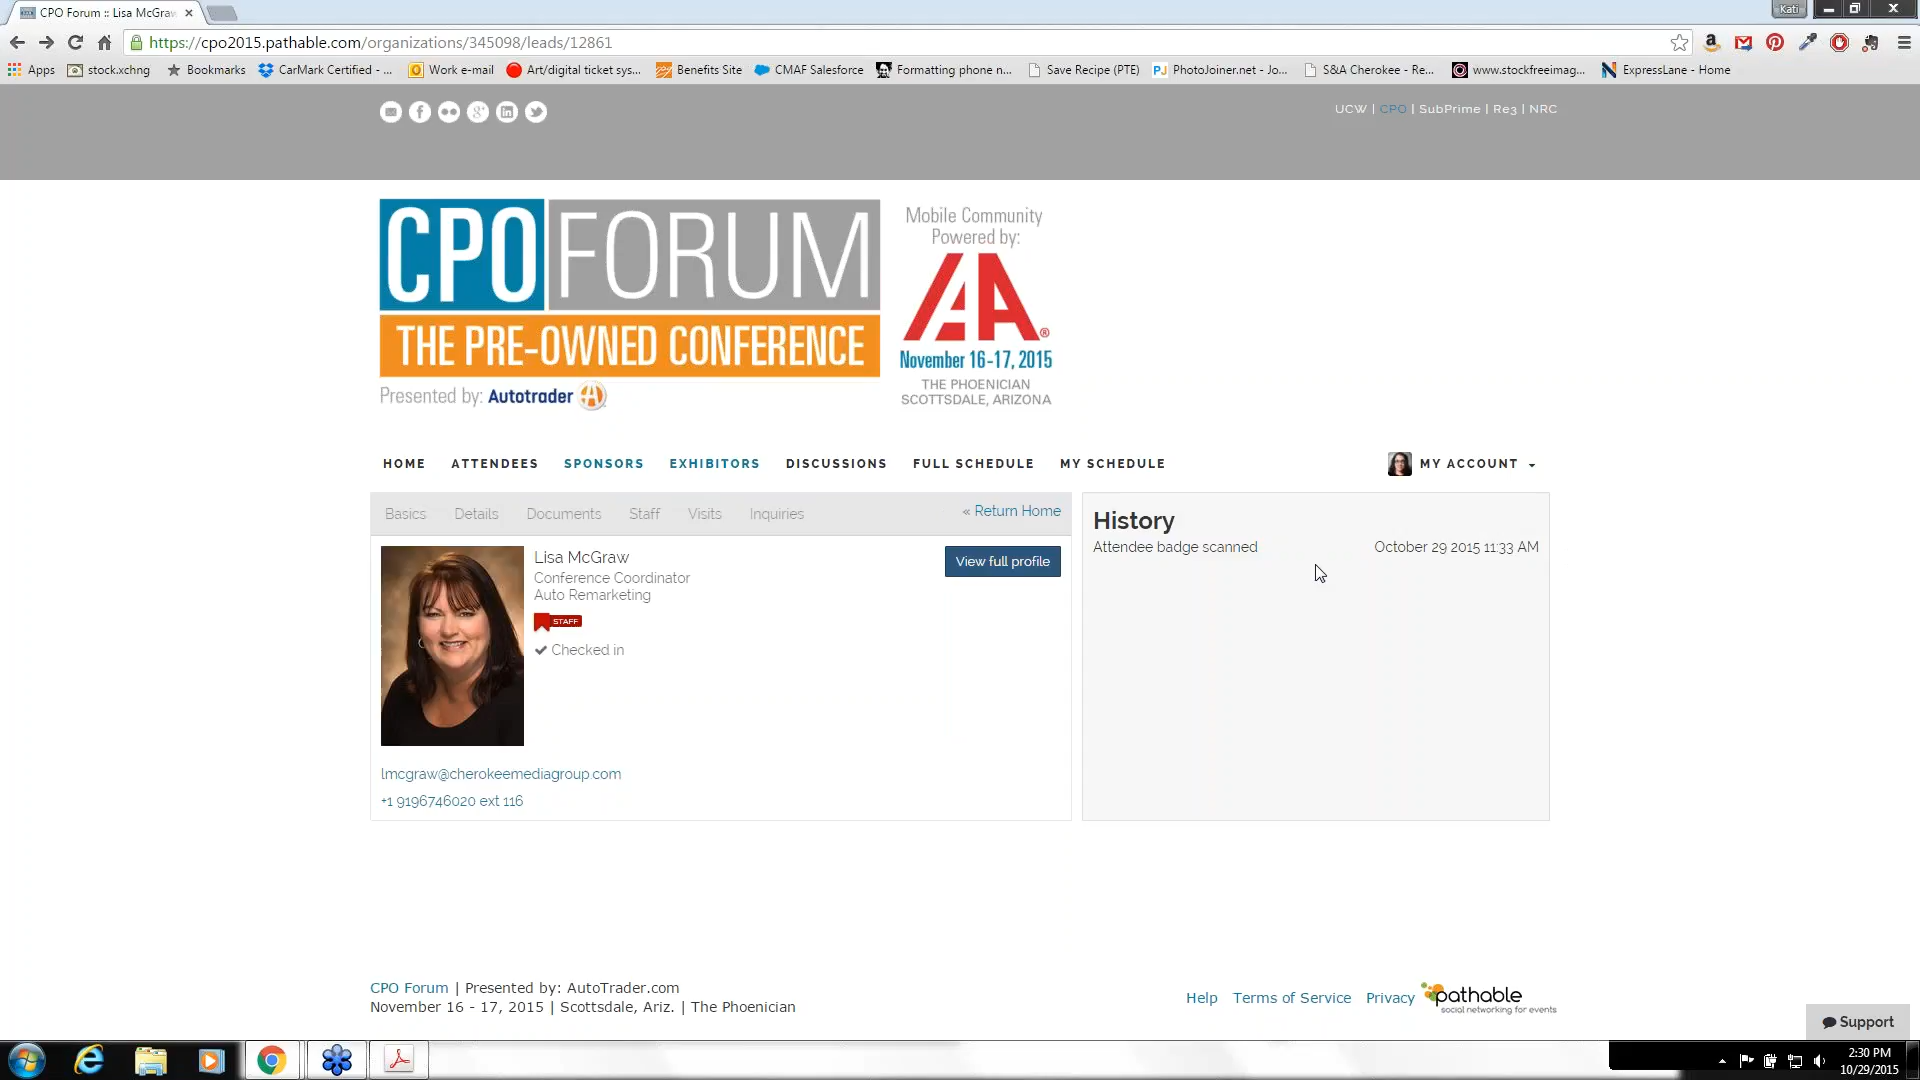 CPO Forum :: Lisa McGraw
Kati
https://cpo2015.pathable.com/organizations/345098/leads/12861
Apps stock.xchng Bookmarks CarMark Certified - ... Work e-mail Art/digital ticket sys... Benefits Site CMAF Salesforce Formatting phone n... Save Recipe (PTE) PhotoJoiner.net - Jo... S&A Cherokee - Re... www.stockfreeimag... ExpressLane - Home
UCW | CPO | SubPrime | Re3 | NRC
CPO FORUM
THE PRE-OWNED CONFERENCE
Presented by: Autotrader
Mobile Community
Powered by:
AA®
November 16-17, 2015
THE PHOENICIAN
SCOTTSDALE, ARIZONA
HOME ATTENDEES SPONSORS EXHIBITORS DISCUSSIONS FULL SCHEDULE MY SCHEDULE MY ACCOUNT
Basics Details Documents Staff Visits Inquiries « Return Home
Lisa McGraw
Conference Coordinator
Auto Remarketing
STAFF
Checked in
View full profile
lmcgraw@cherokeemediagroup.com
+1 9196746020 ext 116
History
Attendee badge scanned October 29 2015 11:33 AM
CPO Forum | Presented by: AutoTrader.com
November 16 - 17, 2015 | Scottsdale, Ariz. | The Phoenician
Help Terms of Service Privacy
pathable
social networking for events
Support
2:30 PM
10/29/2015